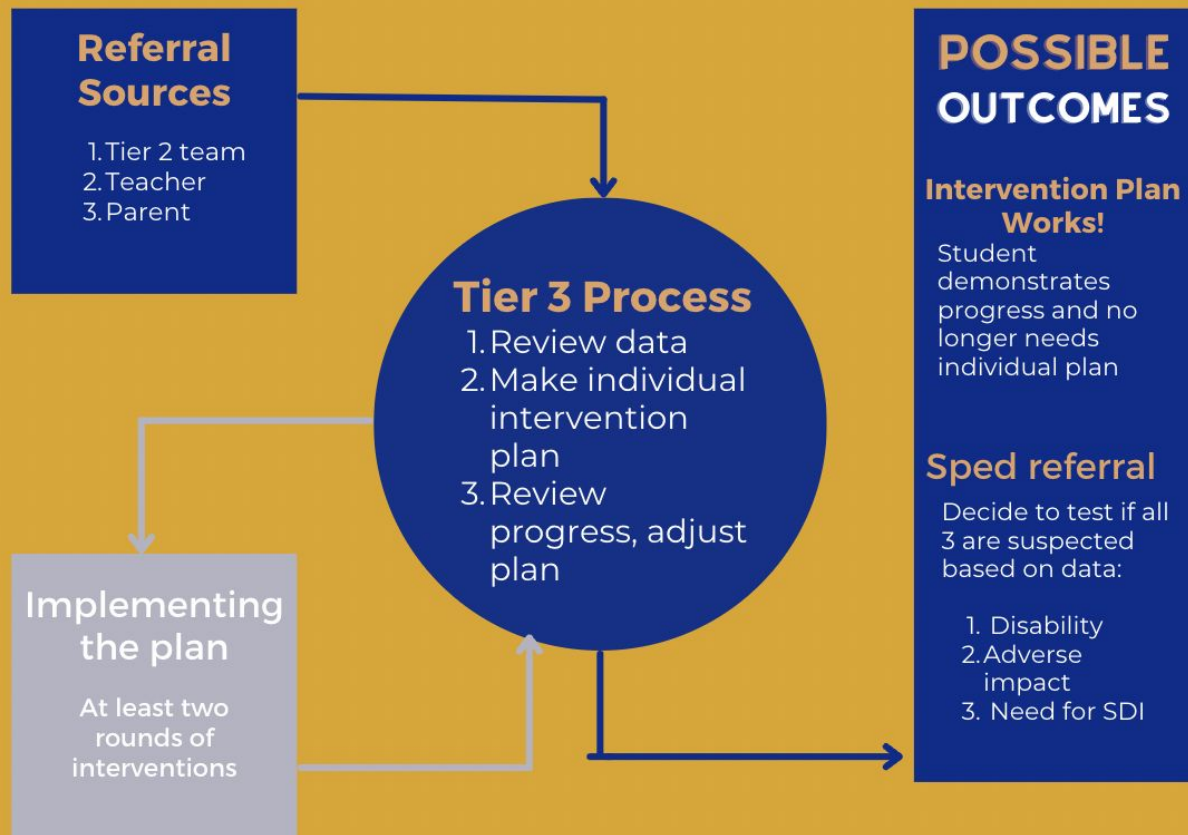 Referral
Sources
1. Tier 2 team
2. Teacher
3. Parent
Tier 3 Process
1. Review data
2. Make individual
intervention
plan
3. Review
progress, adjust
plan
Implementing
the plan
At least two
rounds of
interventions
POSSIBLE
OUTCOMES
Intervention Plan
Works!
Student
demonstrates
progress and no
longer needs
individual plan
Sped referral
Decide to test if all
3 are suspected
based on data:
1. Disability
2. Adverse
impact
3. Need for SDI